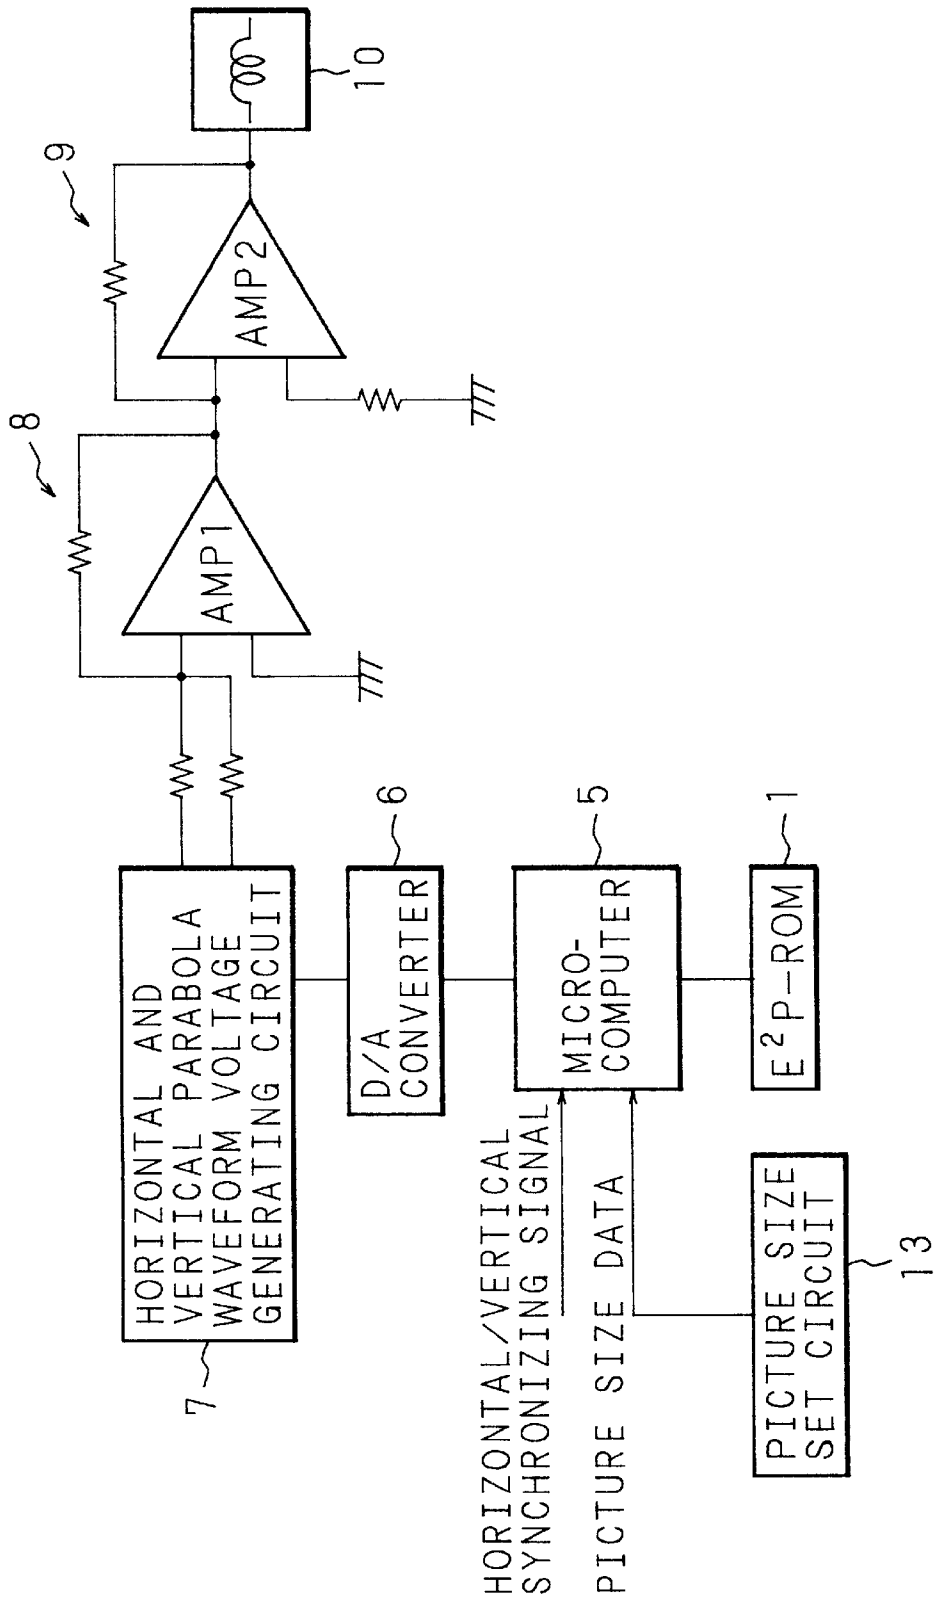 HORIZONTAL AND
VERTICAL PARABOLA
WAVEFORM VOLTAGE
GENERATING CIRCUIT
7
8
AMP1
9
AMP2
10
D/A
CONVERTER
6
HORIZONTAL/VERTICAL
SYNCHRONIZING SIGNAL
PICTURE SIZE DATA
MICRO-
COMPUTER
5
E²P-ROM
1
PICTURE SIZE
SET CIRCUIT
13